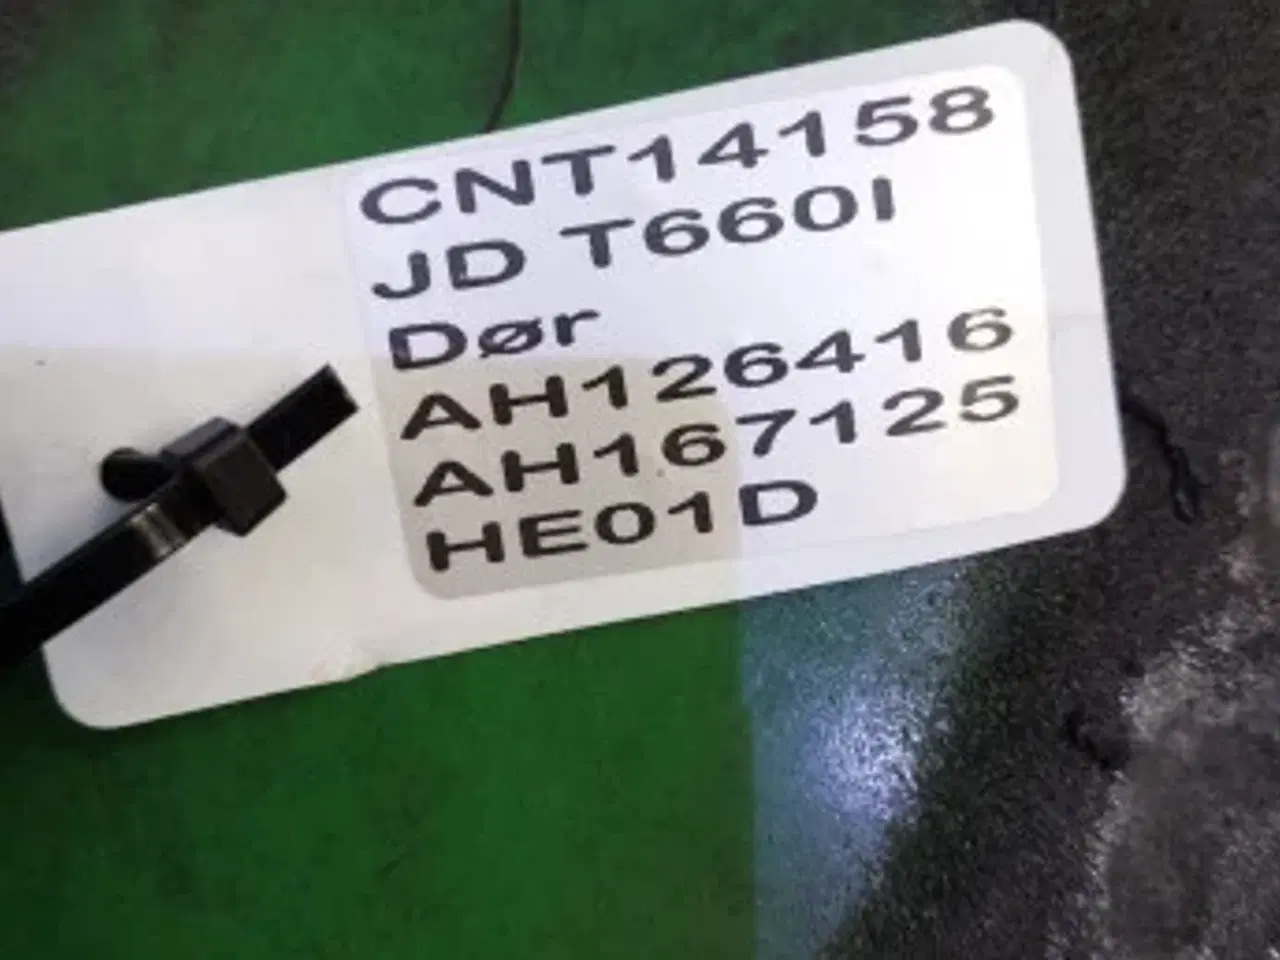 CNT14158
JD T660I
Dør
AH126416
AH167125
HE01D